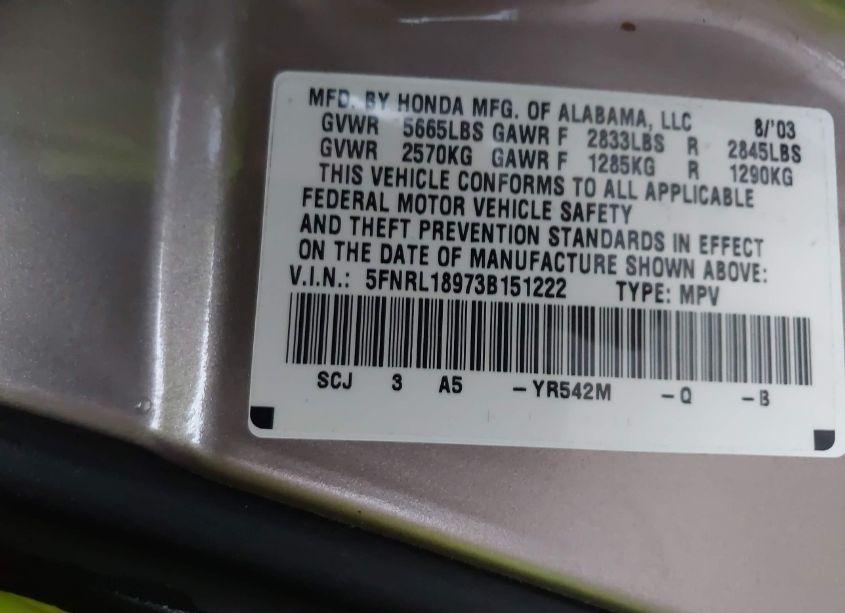 MFD. BY HONDA MFG. OF ALABAMA, LLC 8/'03
GVWR 5665LBS GAWR F 2833LBS R 2845LBS
GVWR 2570KG GAWR F 1285KG R 1290KG
THIS VEHICLE CONFORMS TO ALL APPLICABLE
FEDERAL MOTOR VEHICLE SAFETY
AND THEFT PREVENTION STANDARDS IN EFFECT
ON THE DATE OF MANUFACTURE SHOWN ABOVE:
V.I.N.: 5FNRL18973B151222 TYPE: MPV
SCJ 3 A5 -YR542M -Q -B